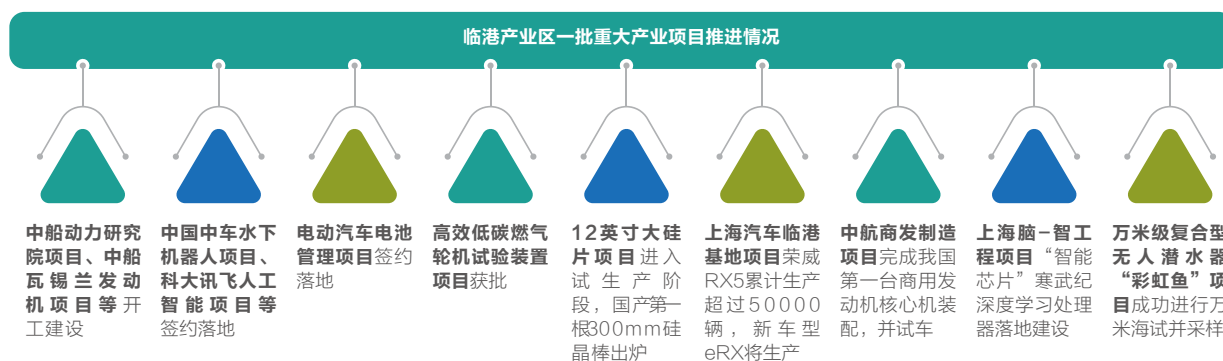 临港产业区一批重大产业项目推进情况
中船动力研究
院项目、中船
瓦锡兰发动
机项目等开
工建设
中国中车水下
机器人项目、
科大讯飞人工
智能项目等
签约落地
电动汽车电池
管理项目签约
落地
高效低碳燃气
轮机试验装置
项目获批
12英寸大硅
片项目进入
试生产阶
段，国产第一
根300mm硅
晶棒出炉
上海汽车临港
基地项目荣威
RX5累计生产
超过50000
辆，新车型
eRX将生产
中航商发制造
项目完成我国
第一台商用发
动机核心机装
配，并试车
上海脑-智工
程项目“智能
芯片”寒武纪
深度学习处理
器落地建设
万米级复合型
无人潜水器
“彩虹鱼”项
目成功进行万
米海试并采样